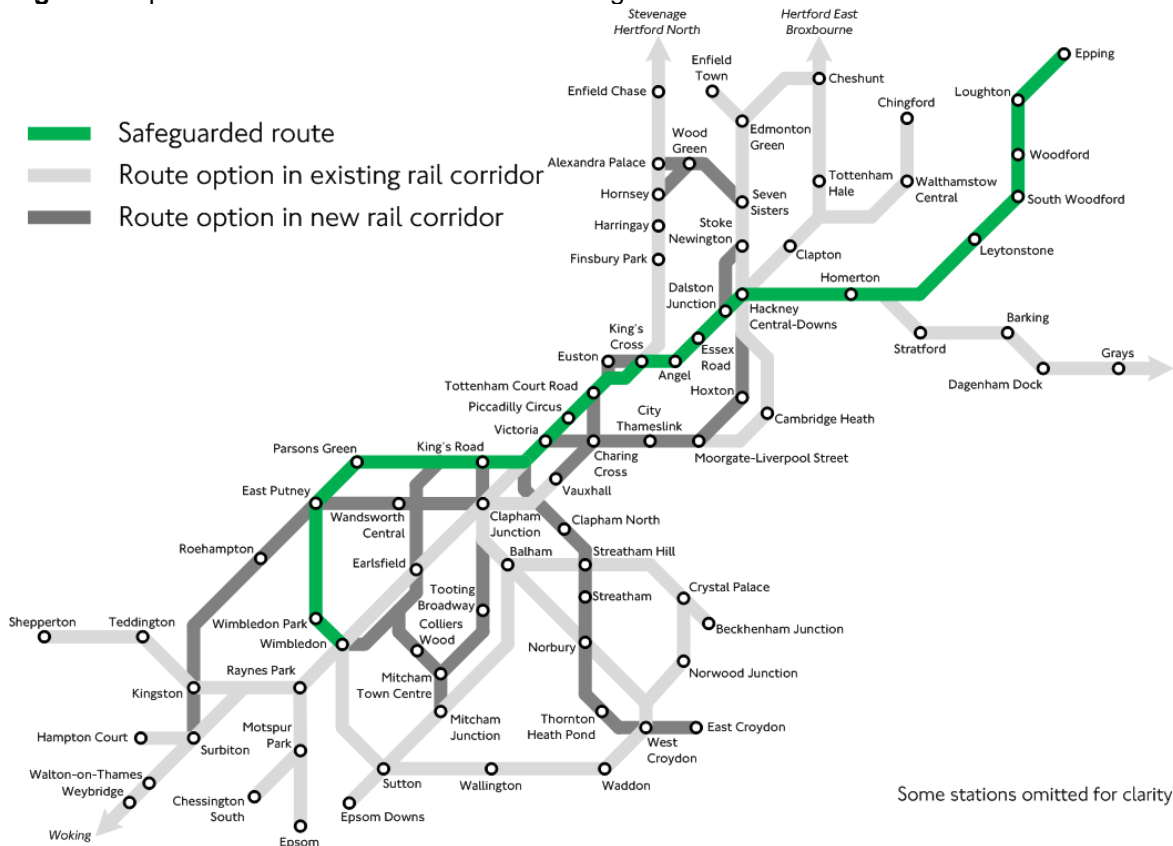 Stevenage
Hertford North
Hertford East
Broxbourne
Safeguarded route
Route option in existing rail corridor
Route option in new rail corridor
Enfield
Town
Enfield Chase
Cheshunt
Epping
Loughton
Chingford
Edmonton
Green
Wood
Green
Alexandra Palace
Hornsey
Harringay
Finsbury Park
Seven
Sisters
Tottenham
Hale
Walthamstow
Central
Woodford
South Woodford
Leytonstone
Stoke
Newington
Clapton
Homerton
Dalston
Junction
Hackney
Central-Downs
Stratford
Barking
Dagenham Dock
Grays
King's
Cross
Euston
Angel
Essex
Road
Hoxton
Cambridge Heath
Tottenham Court Road
Piccadilly Circus
Victoria
City
Thameslink
Charing
Cross
Moorgate-Liverpool Street
Parsons Green
King's Road
Vauxhall
East Putney
Wandsworth
Central
Clapham
Junction
Clapham North
Roehampton
Earlsfield
Balham
Streatham Hill
Streatham
Crystal Palace
Beckhenham Junction
Tooting
Broadway
Colliers
Wood
Shepperton
Teddington
Wimbledon Park
Wimbledon
Norbury
Norwood Junction
Raynes Park
Kingston
Mitcham
Town Centre
Mitcham
Junction
Thornton
Heath Pond
West
Croydon
East Croydon
Hampton Court
Surbiton
Motspur
Park
Walton-on-Thames
Weybridge
Chessington
South
Epsom
Epsom Downs
Sutton
Wallington
Waddon
Woking
Some stations omitted for clarity